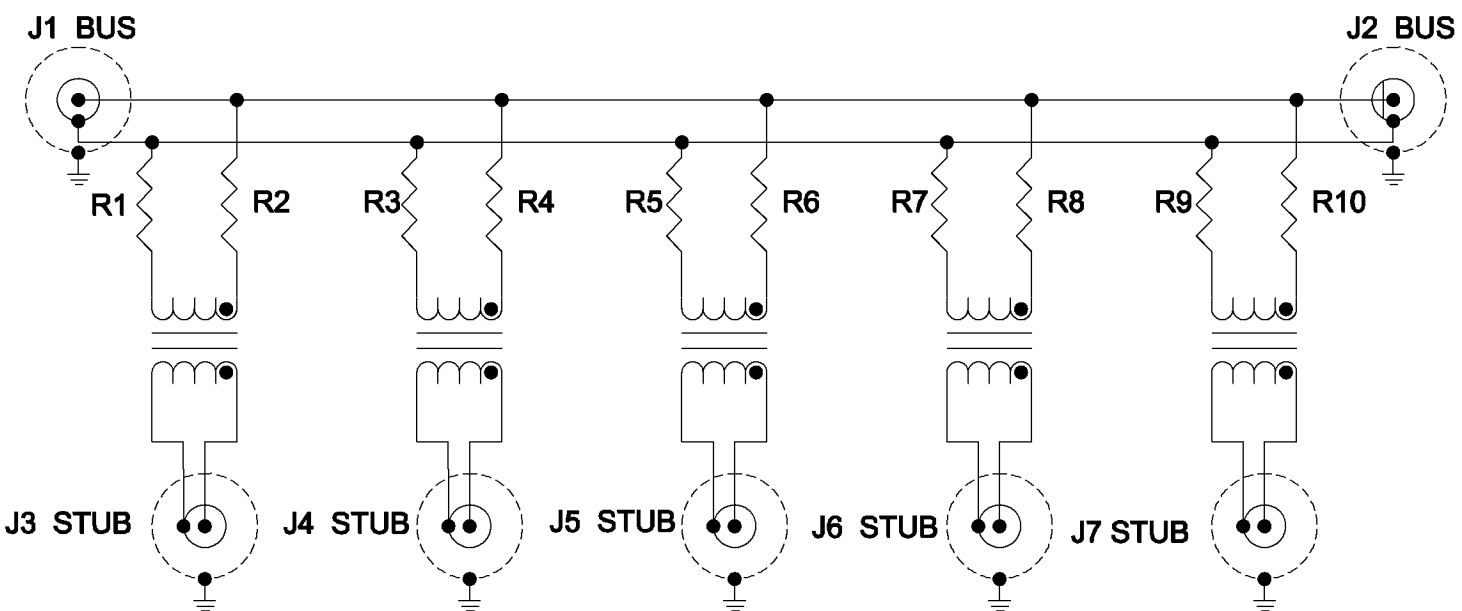 J1 BUS
J2 BUS
R1
R2
R3
R4
R5
R6
R7
R8
R9
R10
J3 STUB
J4 STUB
J5 STUB
J6 STUB
J7 STUB